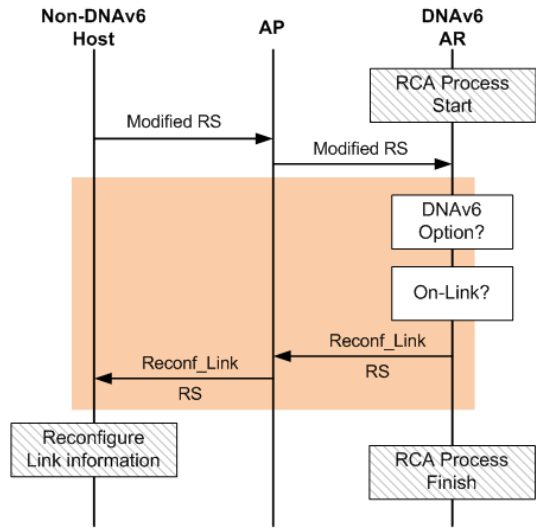 Non-DNAv6
Host
AP
DNAv6
AR
RCA Process
Start
Modified RS
Modified RS
DNAv6
Option?
On-Link?
Reconf_Link
RS
Reconf_Link
RS
Reconfigure
Link information
RCA Process
Finish